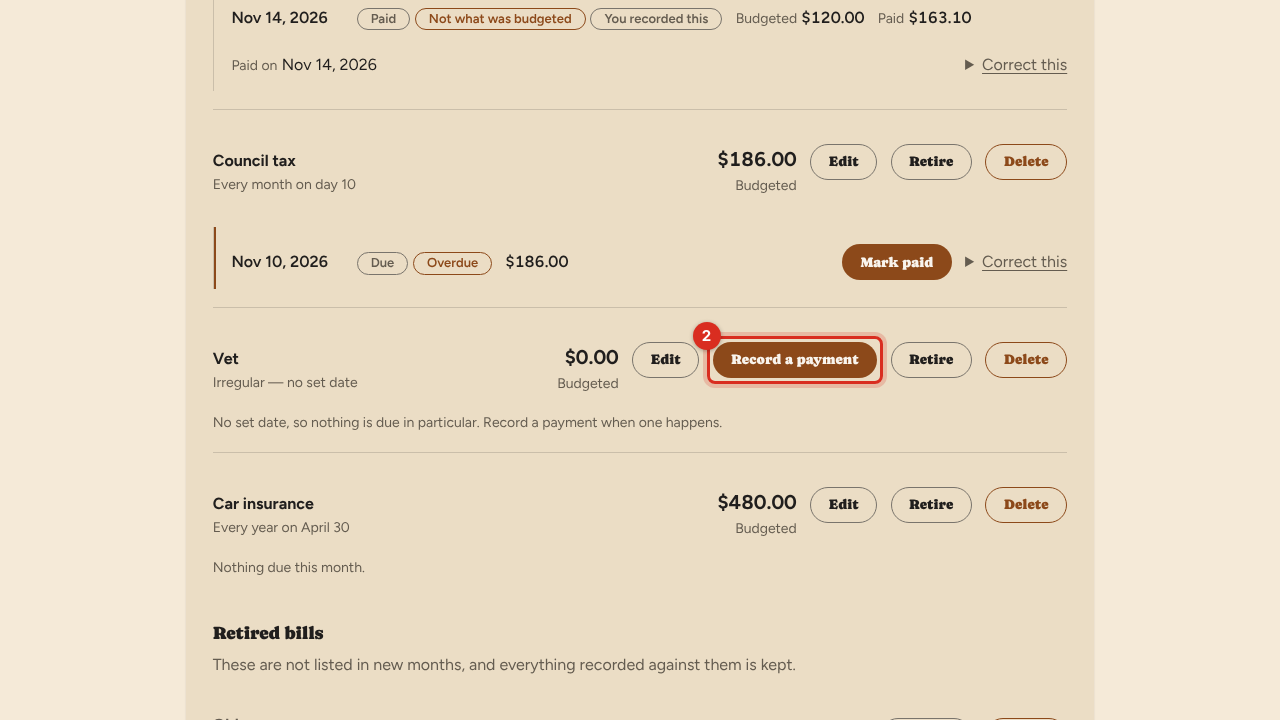 Nov 14, 2026 Paid Not what was budgeted You recorded this Budgeted $120.00 Paid $163.10
Paid on Nov 14, 2026 Correct this
Council tax $186.00 Edit Retire Delete
Every month on day 10 Budgeted
Nov 10, 2026 Due Overdue $186.00 Mark paid Correct this
2
Vet $0.00 Edit Record a payment Retire Delete
Irregular — no set date Budgeted
No set date, so nothing is due in particular. Record a payment when one happens.
Car insurance $480.00 Edit Retire Delete
Every year on April 30 Budgeted
Nothing due this month.
Retired bills
These are not listed in new months, and everything recorded against them is kept.